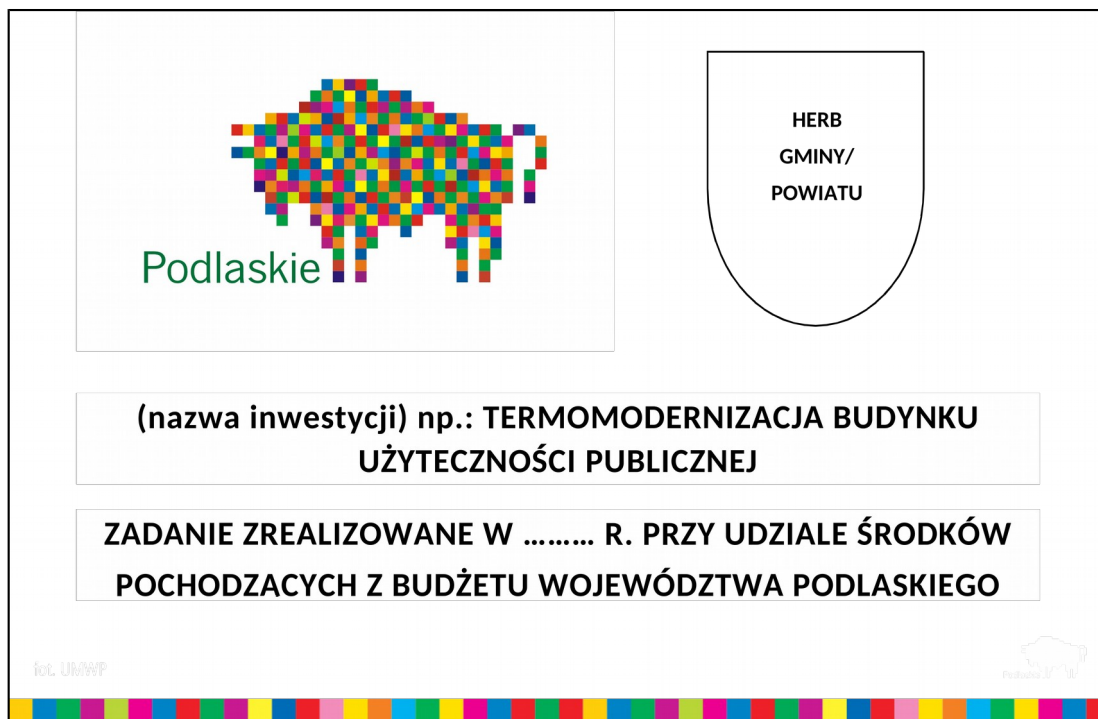 Podlaskie
HERB
GMINY/
POWIATU
(nazwa inwestycji) np.: TERMOMODERNIZACJA BUDYNKU
UŻYTECZNOŚCI PUBLICZNEJ
ZADANIE ZREALIZOWANE W ……… R. PRZY UDZIALE ŚRODKÓW
POCHODZACYCH Z BUDŻETU WOJEWÓDZTWA PODLASKIEGO
fot. UMWP
Podlaskie